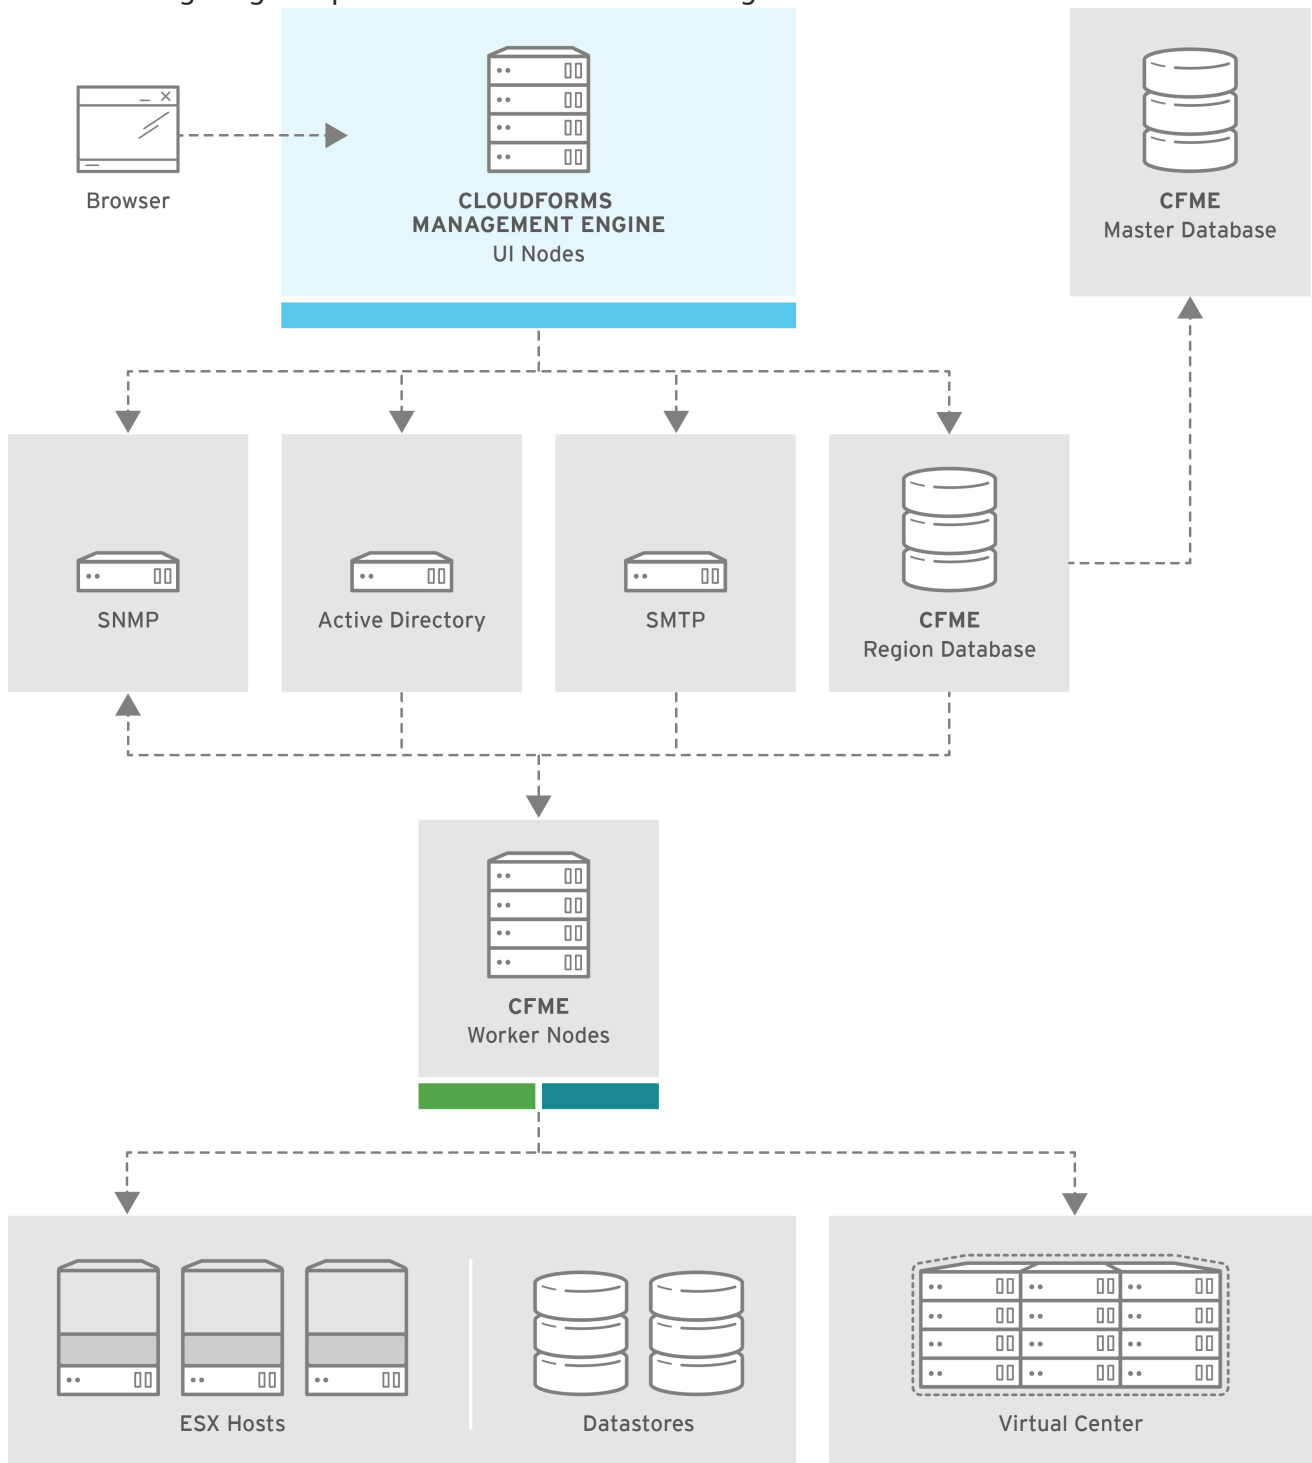 Browser
CLOUDFORMS
MANAGEMENT ENGINE
UI Nodes
CFME
Master Database
SNMP
Active Directory
SMTP
CFME
Region Database
CFME
Worker Nodes
ESX Hosts
Datastores
Virtual Center